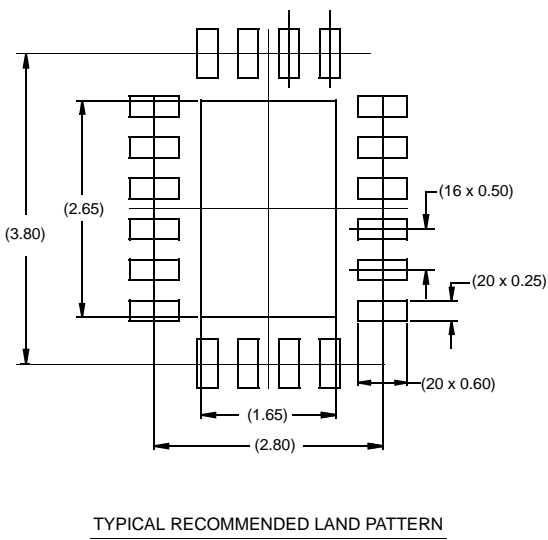 (16 x 0.50)
(2.65)
(3.80)
(20 x 0.25)
(20 x 0.60)
(1.65)
(2.80)
TYPICAL RECOMMENDED LAND PATTERN